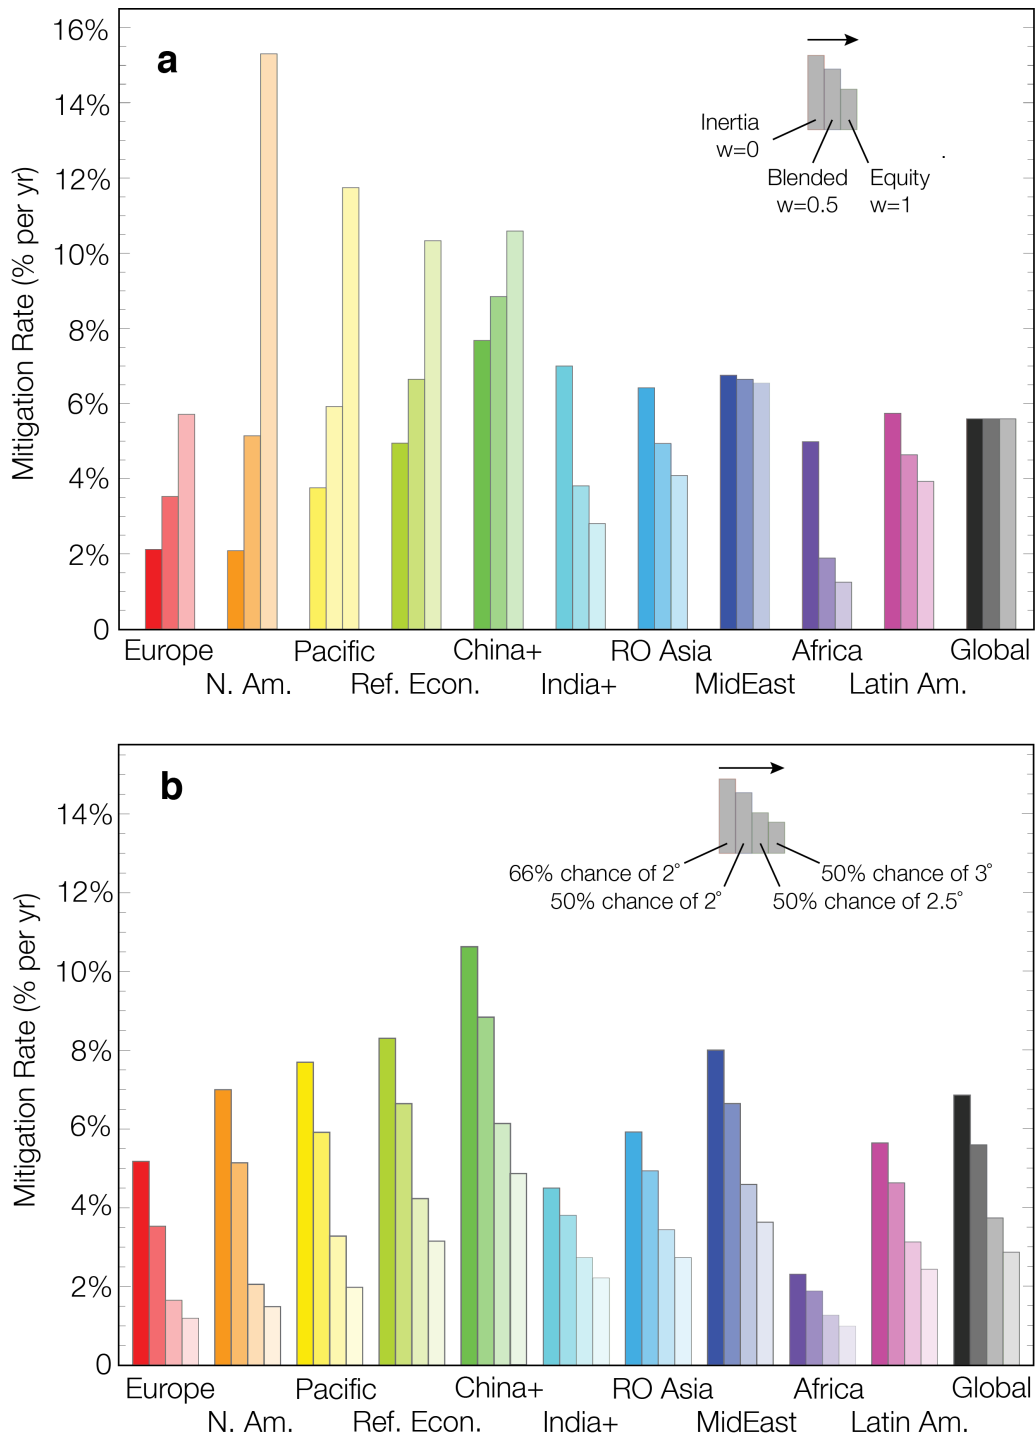 a
Mitigation Rate (% per yr)
16%
14%
12%
10%
8%
6%
4%
2%
0
Inertia
w=0
Blended
w=0.5
Equity
w=1
Europe
N. Am.
Pacific
Ref. Econ.
China+
India+
RO Asia
MidEast
Africa
Latin Am.
Global
b
Mitigation Rate (% per yr)
14%
12%
10%
8%
6%
4%
2%
0
66% chance of 2°
50% chance of 2°
50% chance of 3°
50% chance of 2.5°
Europe
N. Am.
Pacific
Ref. Econ.
China+
India+
RO Asia
MidEast
Africa
Latin Am.
Global